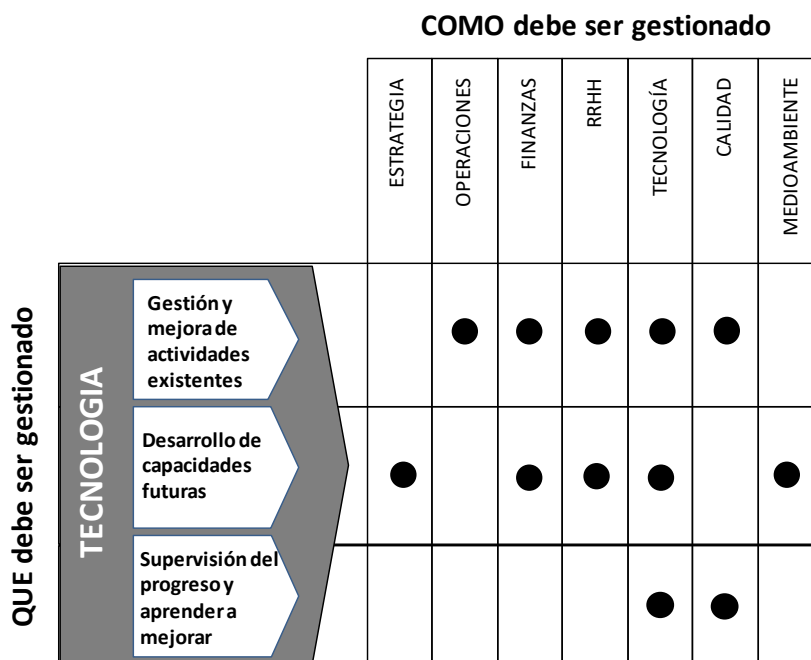 COMO debe ser gestionado
ESTRATEGIA
OPERACIONES
FINANZAS
RRHH
TECNOLOGÍA
CALIDAD
MEDIOAMBIENTE
QUE debe ser gestionado
TECNOLOGIA
Gestión y
mejora de
actividades
existentes
Desarrollo de
capacidades
futuras
Supervisión del
progreso y
aprender a
mejorar